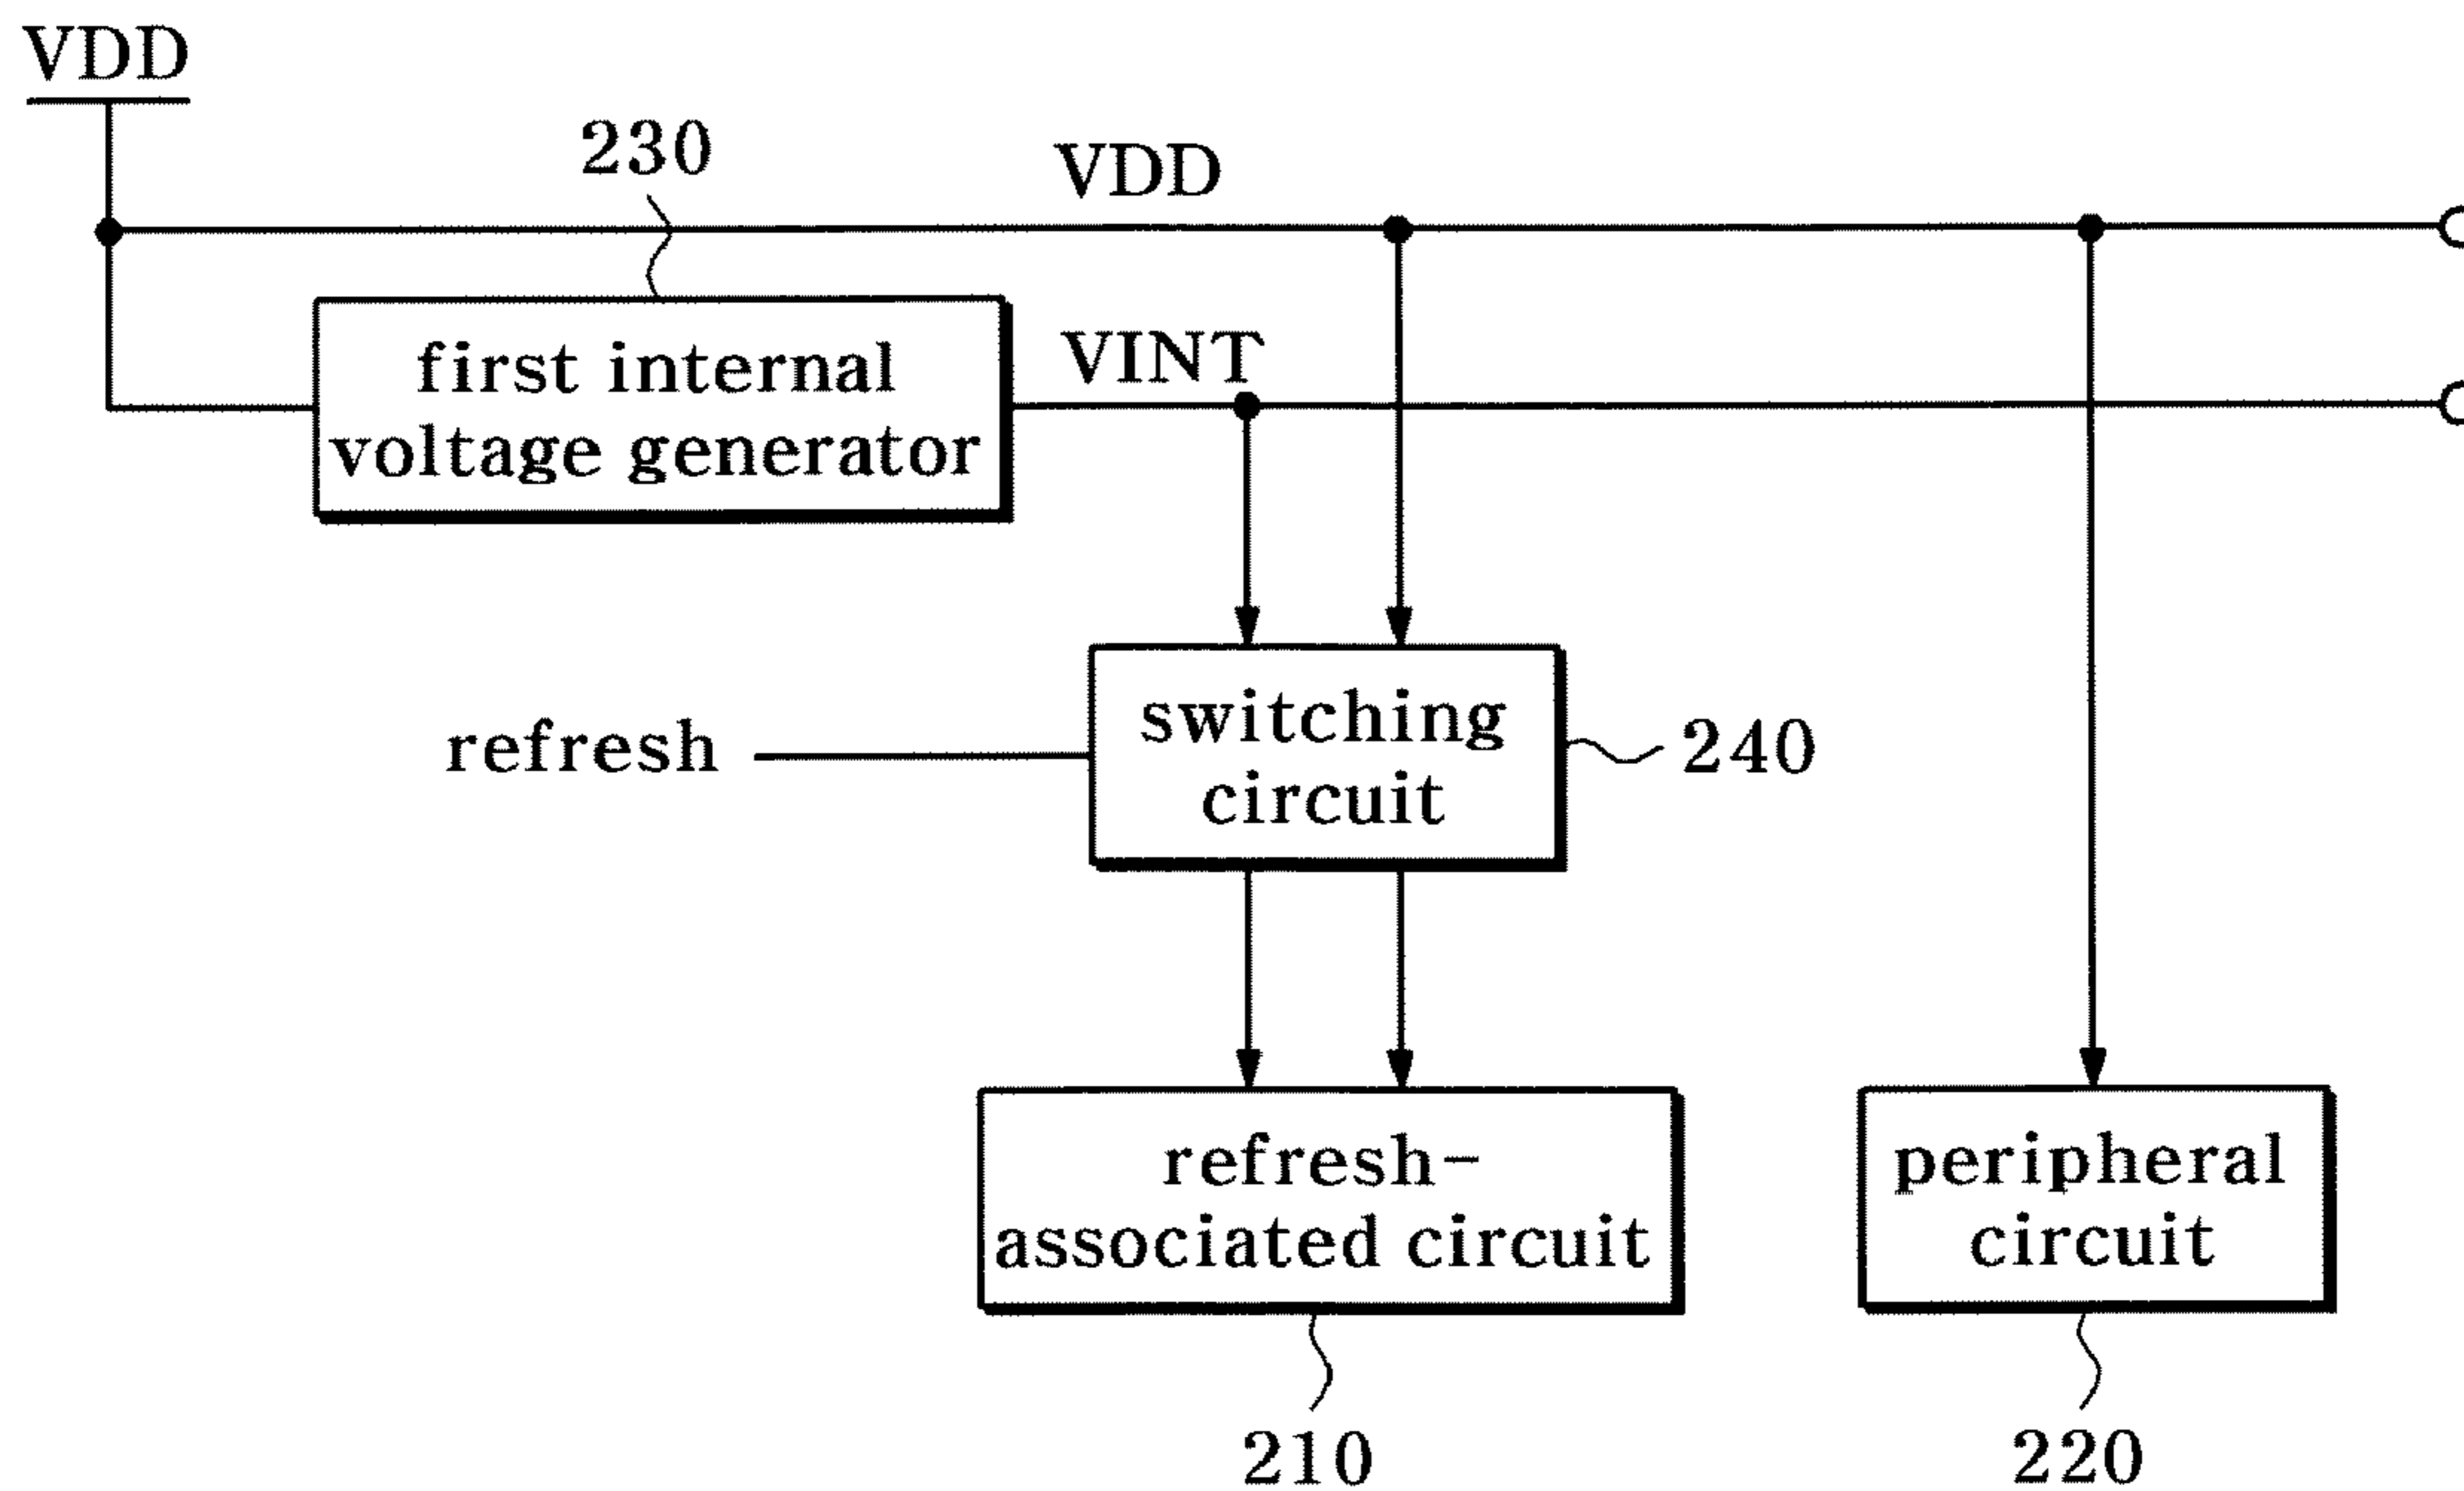 VDD
230
VDD
first internal
voltage generator
VINT
refresh
switching
circuit
240
refresh-
associated circuit
peripheral
circuit
210
220